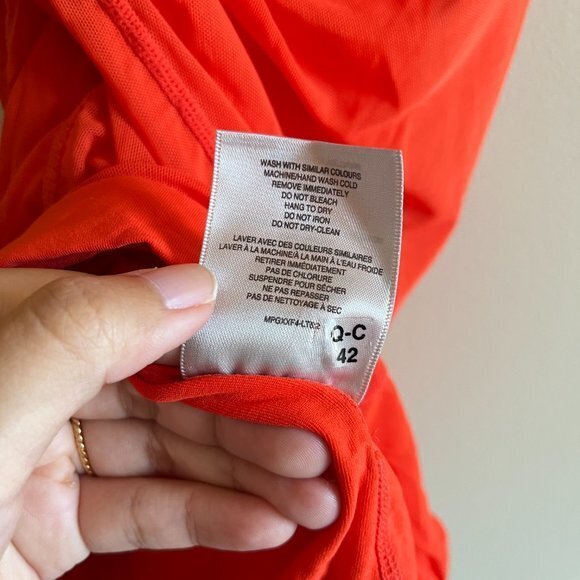 WASH WITH SIMILAR COLOURS
MACHINE/HAND WASH COLD
REMOVE IMMEDIATELY
DO NOT BLEACH
HANG TO DRY
DO NOT IRON
DO NOT DRY-CLEAN
LAVER AVEC DES COULEURS SIMILAIRES
LAVER À LA MACHINE/À LA MAIN À L'EAU FROIDE
RETIRER IMMÉDIATEMENT
PAS DE CHLORURE
SUSPENDRE POUR SÉCHER
NE PAS REPASSER
PAS DE NETTOYAGE À SEC
Q-C
42